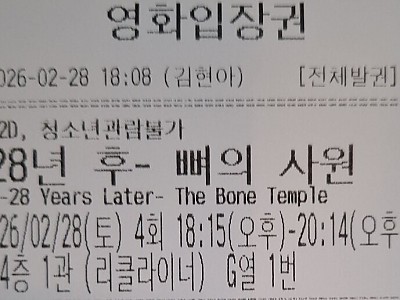 영화입장권
026-02-28 18:08 (김현아) [전체발권]
2D, 청소년관람불가
28년 후- 뼈의 사원
-28 Years Later- The Bone Temple
26/02/28(토) 4회 18:15(오후)-20:14(오후
4층 1관 (리클라이너) G열 1번